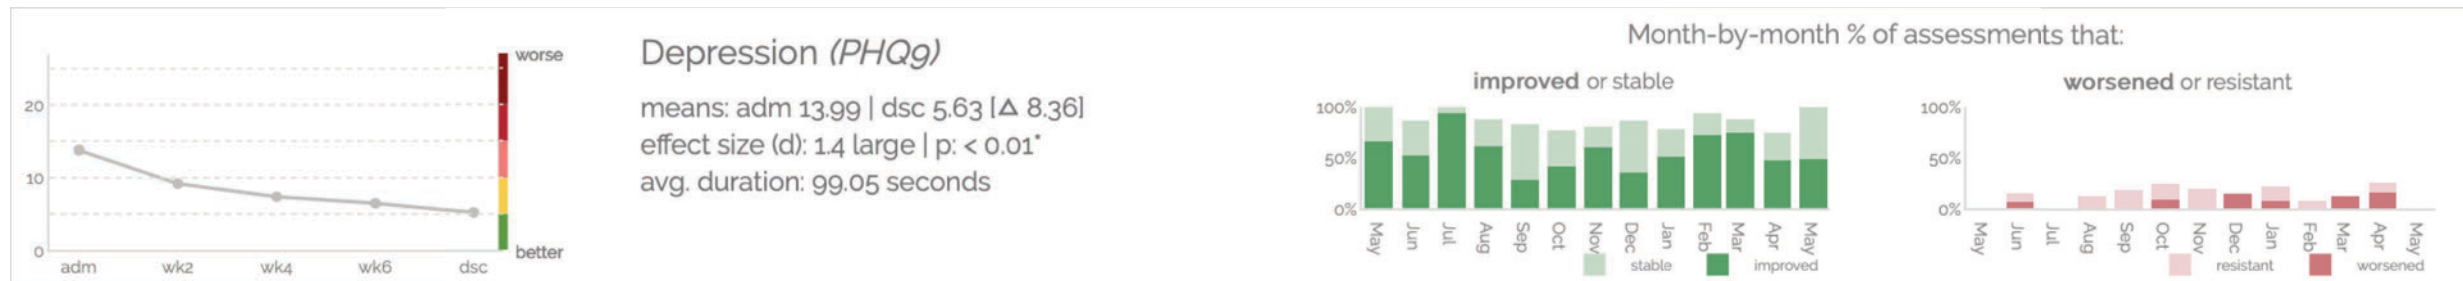 worse
20
10
0
better
adm wk2 wk4 wk6 dsc
Depression (PHQ9)
means: adm 13.99 | dsc 5.63 [Δ 8.36]
effect size (d): 1.4 large | p: < 0.01*
avg. duration: 99.05 seconds
Month-by-month % of assessments that:
improved or stable
100%
50%
0%
May Jun Jul Aug Sep Oct Nov Dec Jan Feb Mar Apr May
stable improved
worsened or resistant
100%
50%
0%
May Jun Jul Aug Sep Oct Nov Dec Jan Feb Mar Apr May
resistant worsened